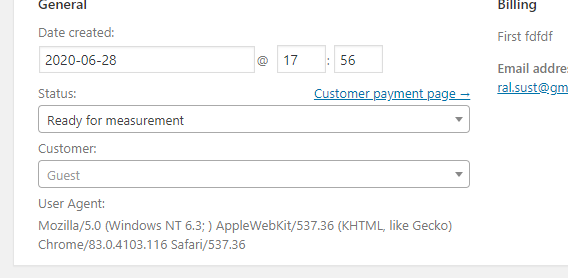 General
Billing
Date created:
2020-06-28 @ 17 : 56
First fdfdf
Status:
Customer payment page →
Email addre
ral.sust@gm
Ready for measurement
Customer:
Guest
User Agent:
Mozilla/5.0 (Windows NT 6.3; ) AppleWebKit/537.36 (KHTML, like Gecko)
Chrome/83.0.4103.116 Safari/537.36